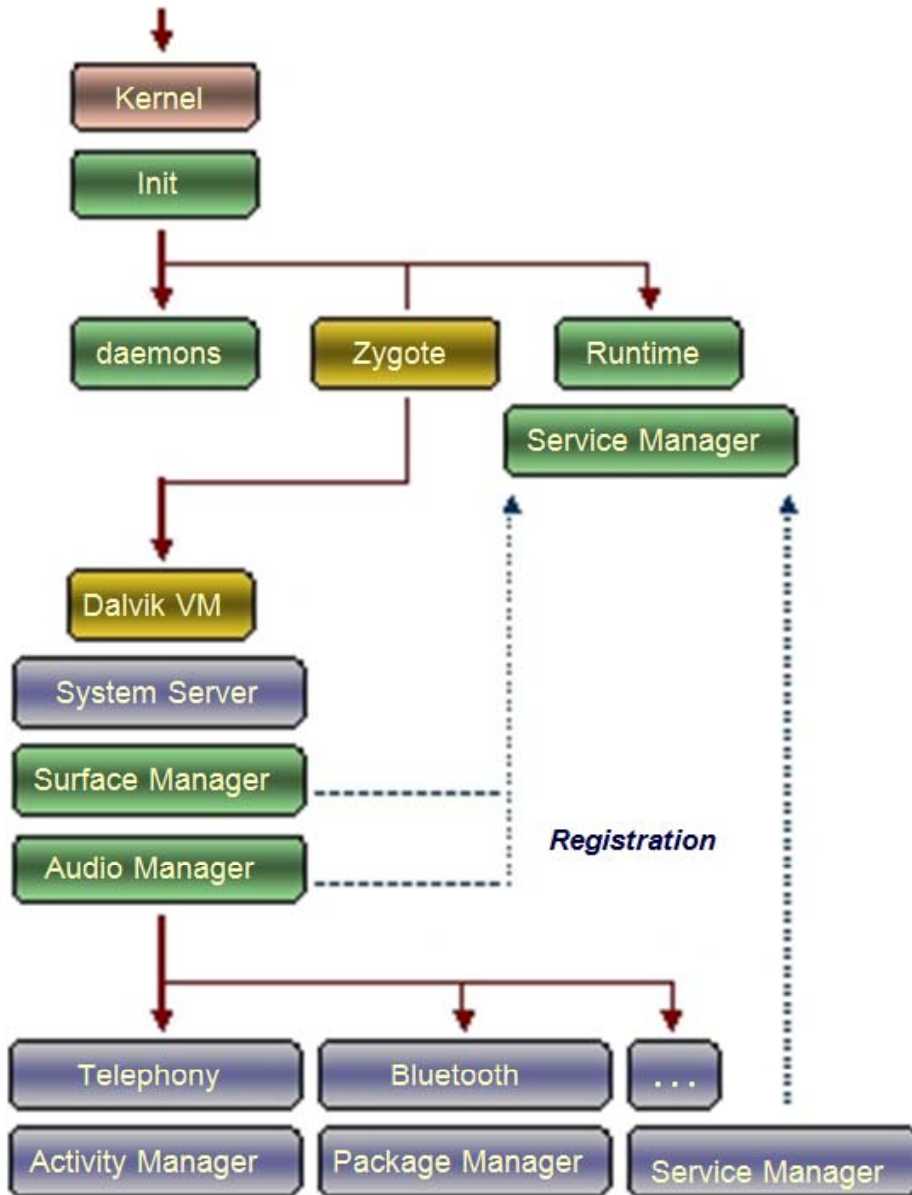 Kernel
Init
daemons
Zygote
Runtime
Service Manager
Dalvik VM
System Server
Surface Manager
Audio Manager
Registration
Telephony
Bluetooth
...
Activity Manager
Package Manager
Service Manager